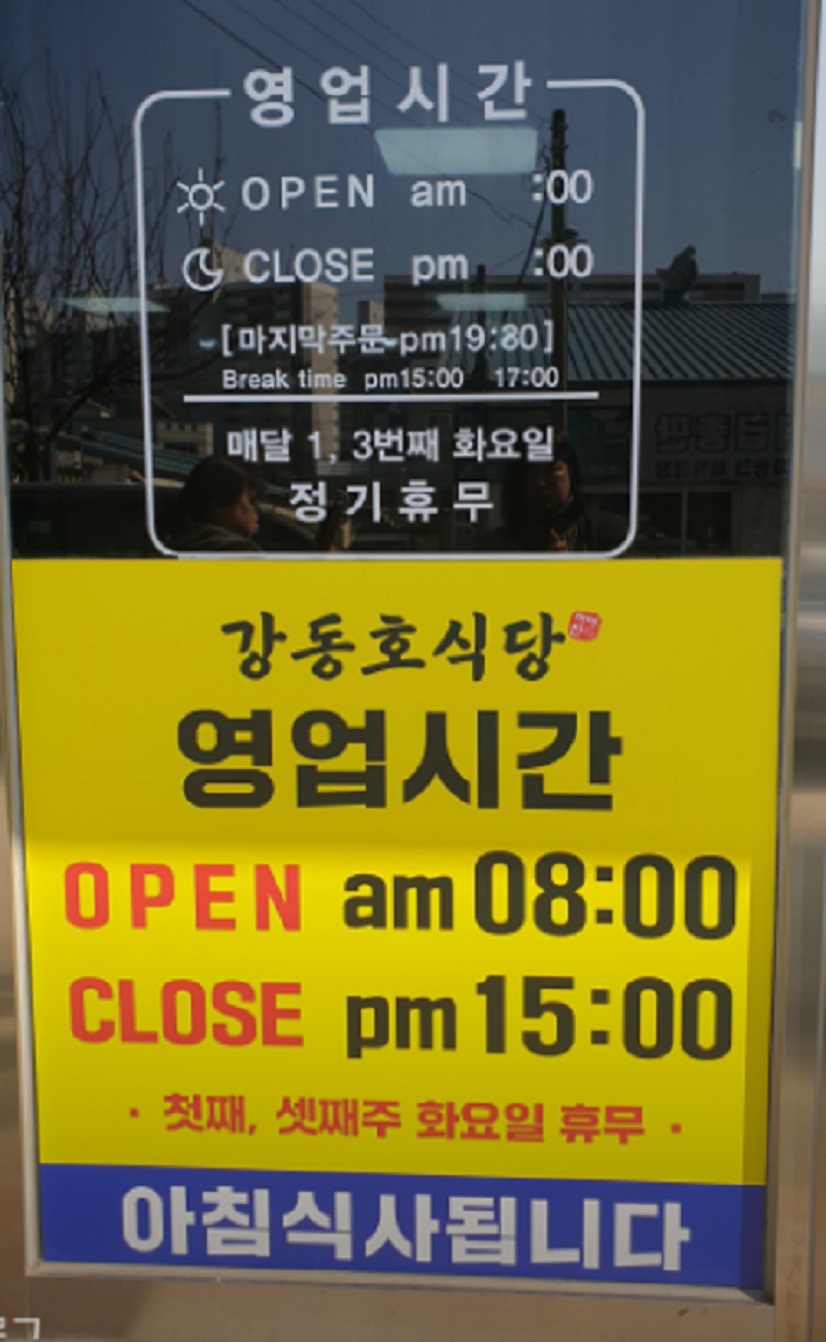 영업시간
OPEN am :00
CLOSE pm :00
[마지막주문 pm19:30]
Break time pm15:00 17:00
매달 1, 3번째 화요일
정기휴무
강동호식당
영업시간
OPEN am 08:00
CLOSE pm 15:00
· 첫째, 셋째주 화요일 휴무 ·
아침식사됩니다